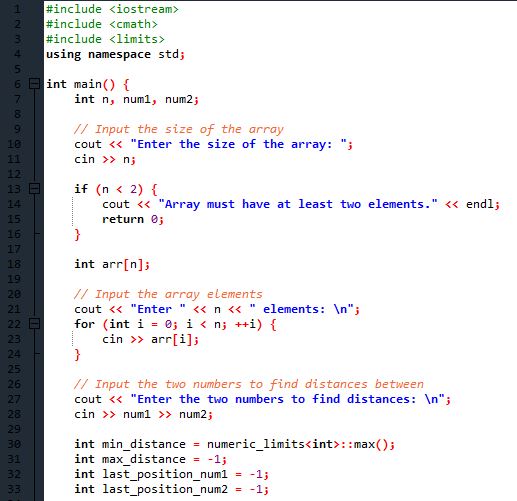 1 #include <iostream>
2 #include <cmath>
3 #include <limits>
4 using namespace std;
5
6 int main() {
7     int n, num1, num2;
8
9     // Input the size of the array
10     cout << "Enter the size of the array: ";
11     cin >> n;
12
13     if (n < 2) {
14         cout << "Array must have at least two elements." << endl;
15         return 0;
16     }
17
18     int arr[n];
19
20     // Input the array elements
21     cout << "Enter " << n << " elements: \n";
22     for (int i = 0; i < n; ++i) {
23         cin >> arr[i];
24     }
25
26     // Input the two numbers to find distances between
27     cout << "Enter the two numbers to find distances: \n";
28     cin >> num1 >> num2;
29
30     int min_distance = numeric_limits<int>::max();
31     int max_distance = -1;
32     int last_position_num1 = -1;
33     int last_position_num2 = -1;